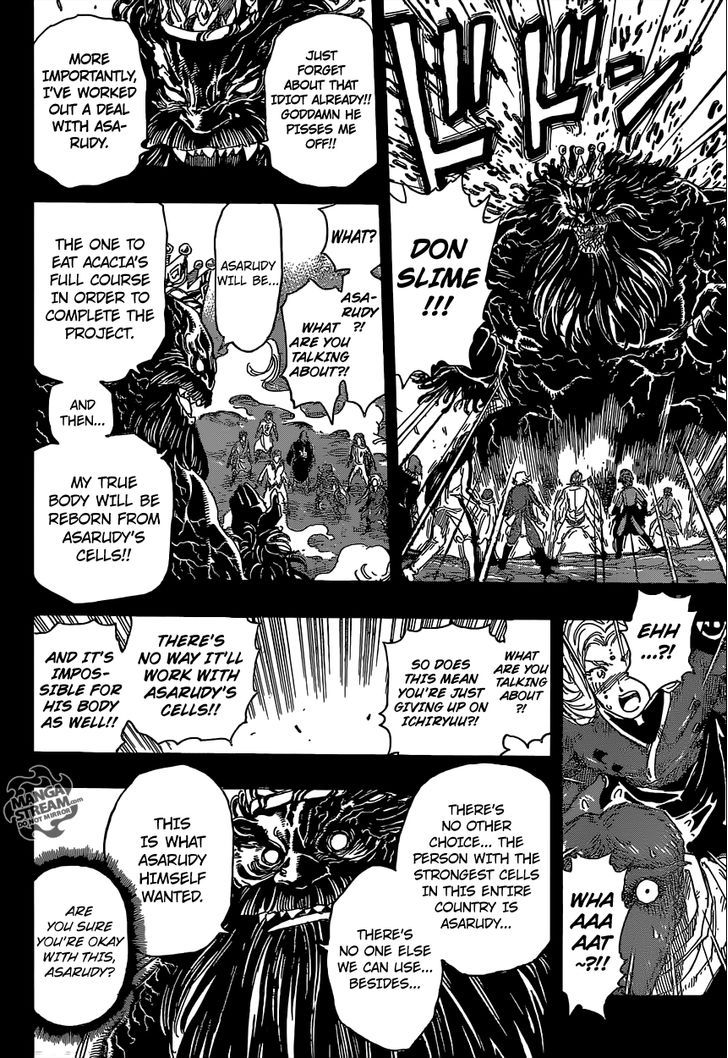 ドドドン
DON
SLIME
!!!
JUST
FORGET
ABOUT THAT
IDIOT ALREADY!!
GODDAMN HE
PISSES ME
OFF!!
MORE
IMPORTANTLY,
I'VE WORKED
OUT A DEAL
WITH ASA-
RUDY.
WHAT?
ASA-
RUDY
?!
WHAT
ARE YOU
TALKING
ABOUT?!
ASARUDY
WILL BE...
THE ONE TO
EAT ACACIA'S
FULL COURSE
IN ORDER TO
COMPLETE THE
PROJECT.
AND
THEN...
MY TRUE
BODY WILL BE
REBORN FROM
ASARUDY'S
CELLS!!
EHH
...?!
WHA
AAA
AAT
~?!!
WHAT ARE
YOU TALKING
ABOUT
?!
SO DOES
THIS MEAN
YOU'RE JUST
GIVING UP ON
ICHIRYUU?!
THERE'S
NO WAY IT'LL
WORK WITH
ASARUDY'S
CELLS!!
AND IT'S
IMPOS-
SIBLE FOR
HIS BODY
AS WELL!!
THERE'S
NO OTHER
CHOICE... THE
PERSON WITH THE
STRONGEST CELLS
IN THIS ENTIRE
COUNTRY IS
ASARUDY...
THERE'S
NO ONE ELSE
WE CAN USE...
BESIDES...
THIS
IS WHAT
ASARUDY
HIMSELF
WANTED.
ARE
YOU SURE
YOU'RE OKAY
WITH THIS,
ASARUDY?
MANGA
STREAM.com
DO NOT MIRROR!